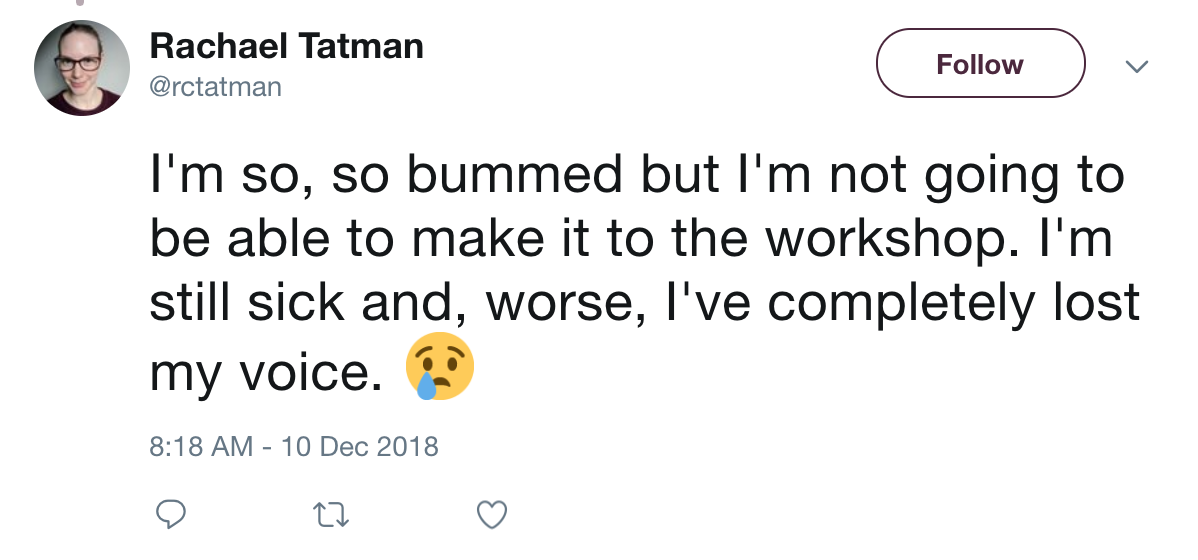 Rachael Tatman
@rctatman
Follow
I'm so, so bummed but I'm not going to
be able to make it to the workshop. I'm
still sick and, worse, I've completely lost
my voice. 😢
8:18 AM - 10 Dec 2018